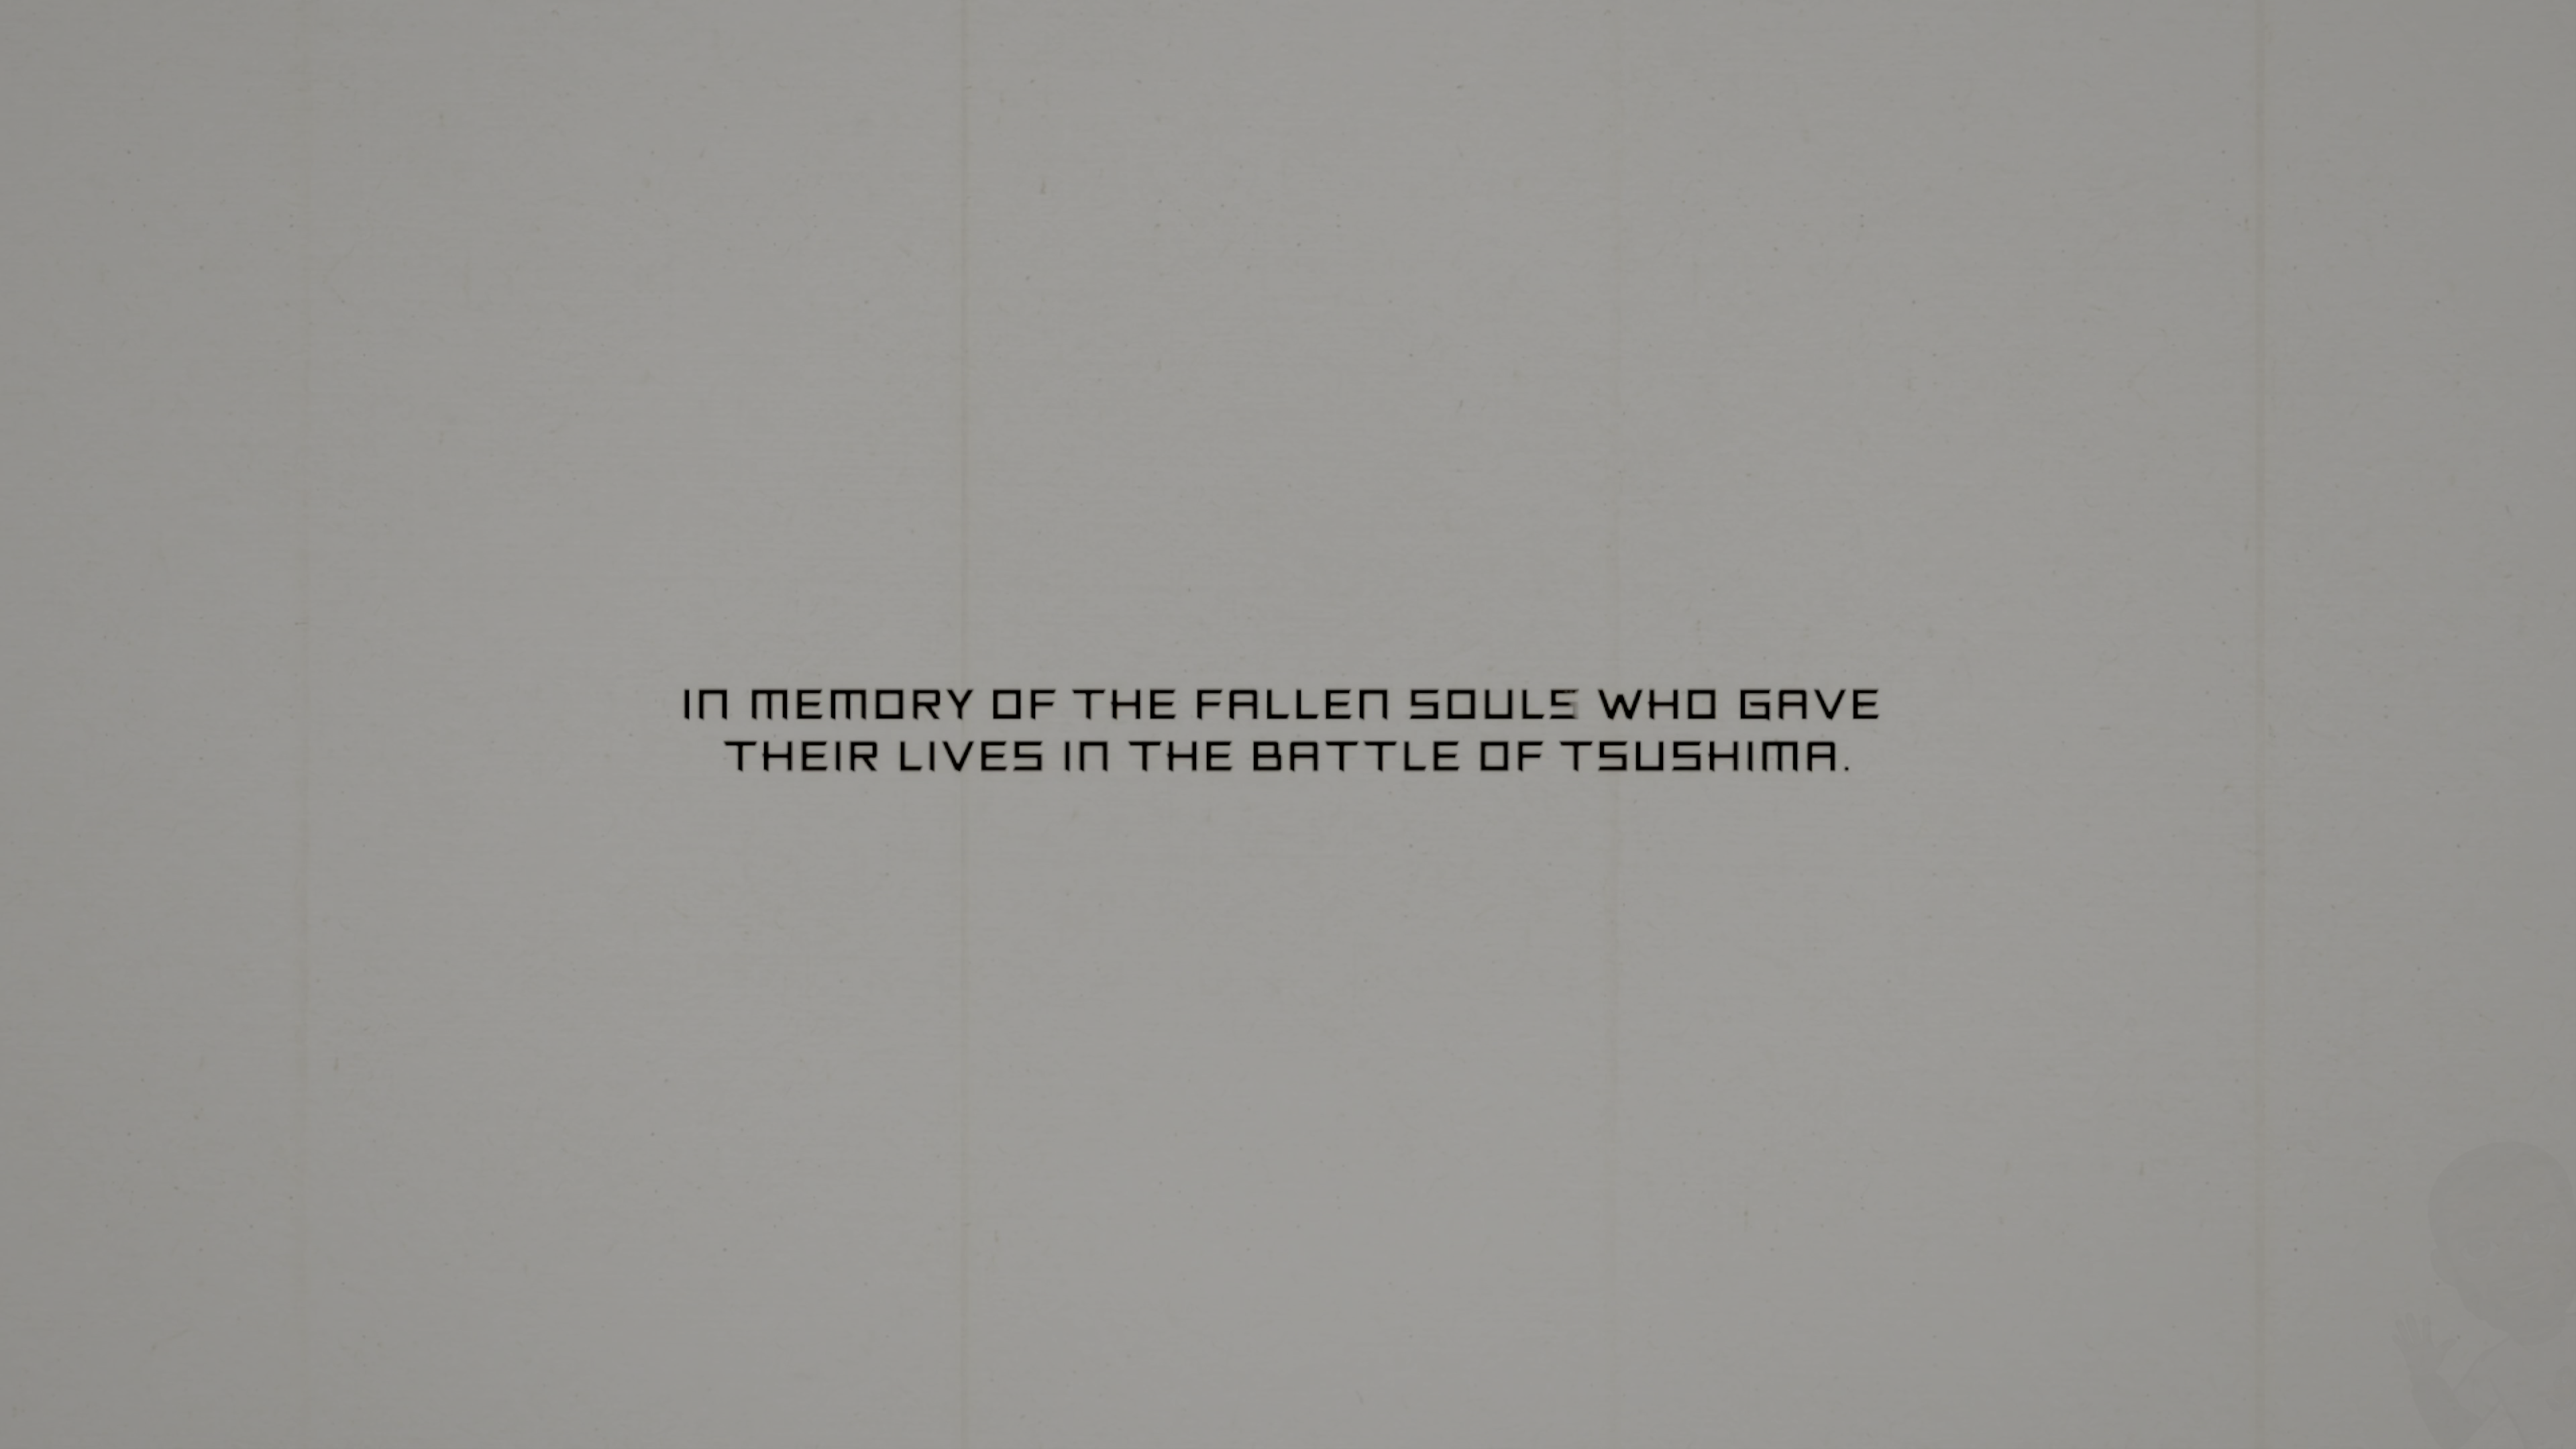 IN MEMORY OF THE FALLEN SOULS WHO GAVE
THEIR LIVES IN THE BATTLE OF TSUSHIMA.